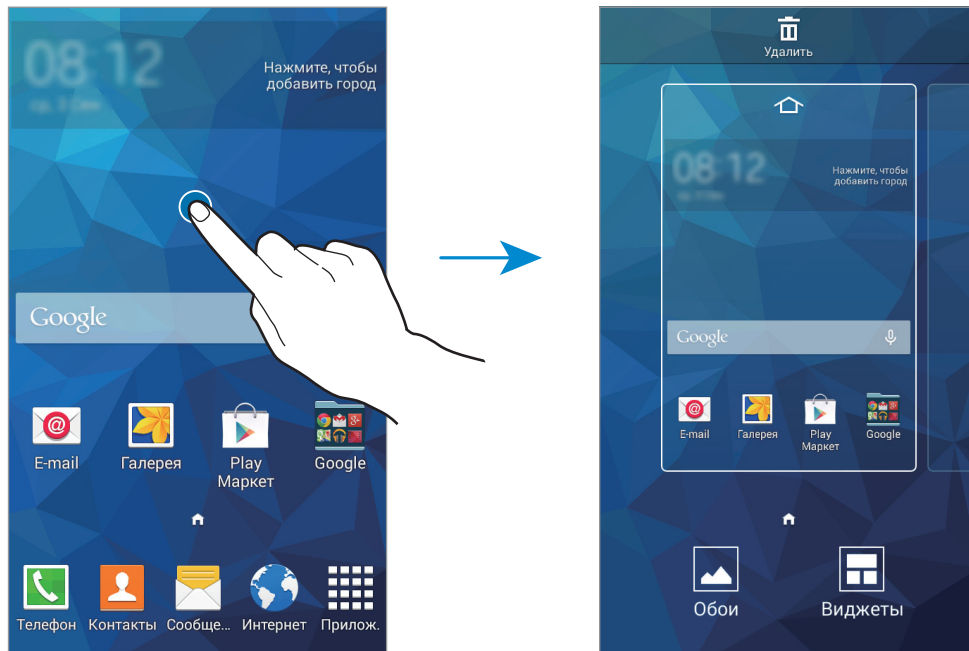 08:12
Нажмите, чтобы
добавить город
Google
E-mail
Галерея
Play
Маркет
Google
Телефон
Контакты
Сообще...
Интернет
Прилож.
Удалить
08:12
Нажмите, чтобы
добавить город
Google
E-mail
Галерея
Play
Маркет
Google
Обои
Виджеты